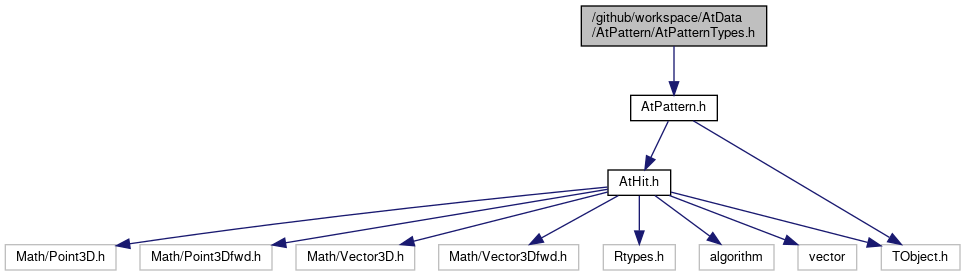 /github/workspace/AtData
/AtPattern/AtPatternTypes.h
AtPattern.h
AtHit.h
Math/Point3D.h
Math/Point3Dfwd.h
Math/Vector3D.h
Math/Vector3Dfwd.h
Rtypes.h
algorithm
vector
TObject.h